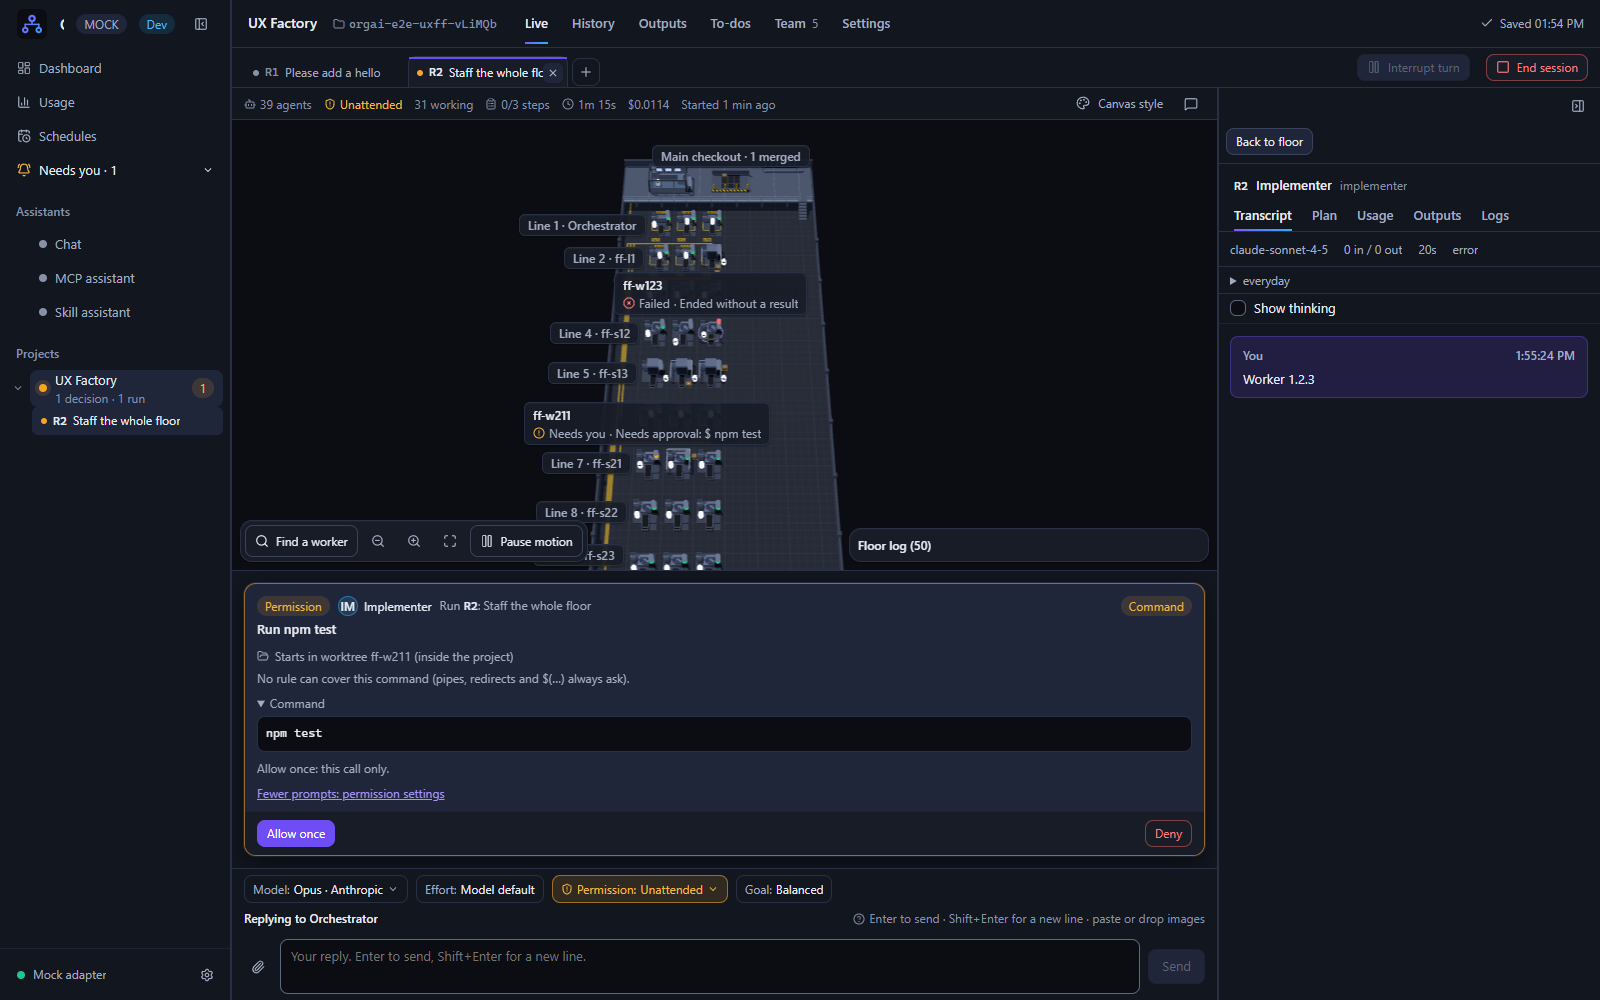 MOCK
Dev
Dashboard
Usage
Schedules
Needs you · 1
Assistants
Chat
MCP assistant
Skill assistant
Projects
UX Factory
1 decision · 1 run
1
R2 Staff the whole floor
Mock adapter
UX Factory
orgai-e2e-uxff-vLiMQb
Live
History
Outputs
To-dos
Team 5
Settings
Saved 01:54 PM
R1 Please add a hello
R2 Staff the whole flc
Interrupt turn
End session
39 agents
Unattended
31 working
0/3 steps
1m 15s
$0.0114
Started 1 min ago
Canvas style
Main checkout · 1 merged
Line 1 · Orchestrator
Line 2 · ff-l1
ff-w123
Failed · Ended without a result
Line 4 · ff-s12
Line 5 · ff-s13
ff-w211
Needs you · Needs approval: $ npm test
Line 7 · ff-s21
Line 8 · ff-s22
ff-s23
Find a worker
Pause motion
Floor log (50)
Permission
IM Implementer
Run R2: Staff the whole floor
Command
Run npm test
Starts in worktree ff-w211 (inside the project)
No rule can cover this command (pipes, redirects and $(...) always ask).
Command
npm test
Allow once: this call only.
Fewer prompts: permission settings
Allow once
Deny
Model: Opus · Anthropic
Effort: Model default
Permission: Unattended
Goal: Balanced
Replying to Orchestrator
Enter to send · Shift+Enter for a new line · paste or drop images
Your reply. Enter to send, Shift+Enter for a new line.
Send
Back to floor
R2 Implementer implementer
Transcript
Plan
Usage
Outputs
Logs
claude-sonnet-4-5
0 in / 0 out
20s
error
everyday
Show thinking
You
1:55:24 PM
Worker 1.2.3